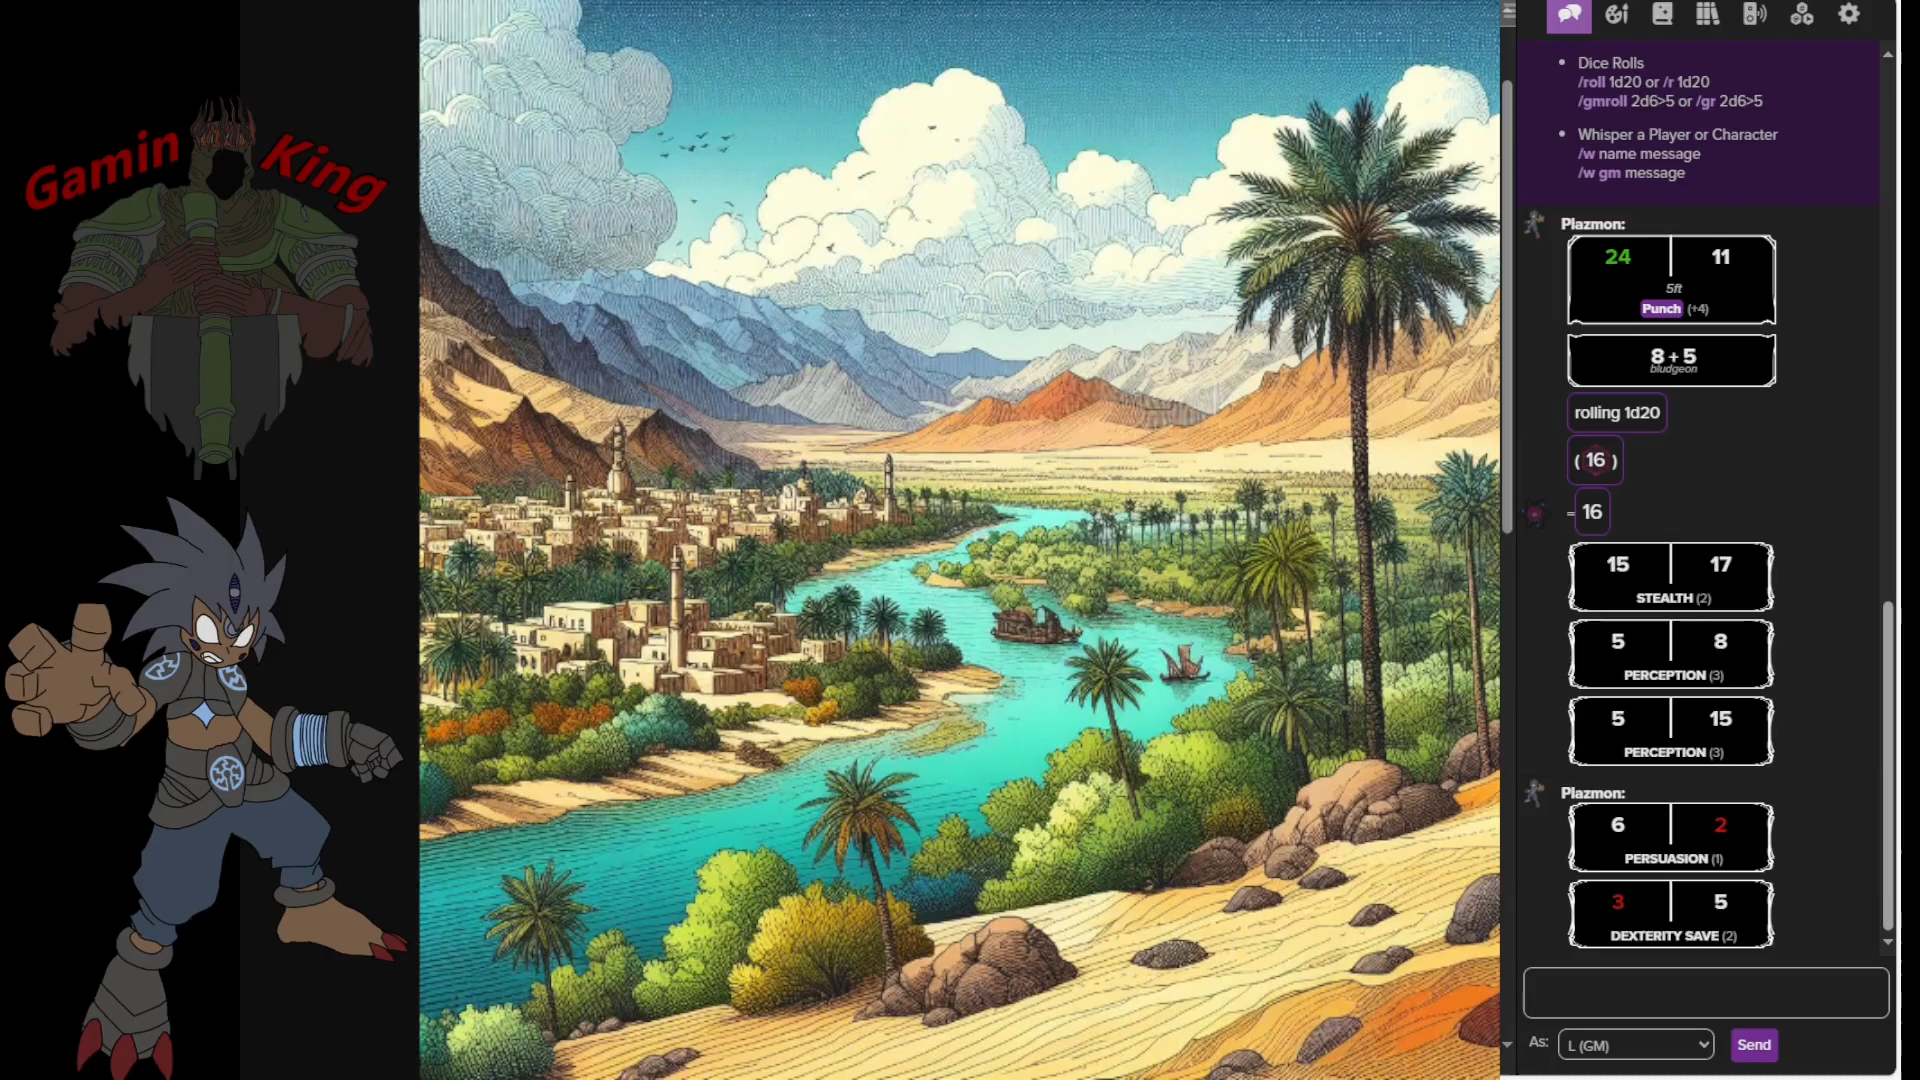 Gamin King
Dice Rolls
/roll 1d20 or /r 1d20
/gmroll 2d6>5 or /gr 2d6>5
Whisper a Player or Character
/w name message
/w gm message
Plazmon:
24 11
5ft
Punch (+4)
8 + 5
bludgeon
rolling 1d20
( 16 )
= 16
15 17
STEALTH (2)
5 8
PERCEPTION (3)
5 15
PERCEPTION (3)
Plazmon:
6 2
PERSUASION (1)
3 5
DEXTERITY SAVE (2)
As: L (GM) Send